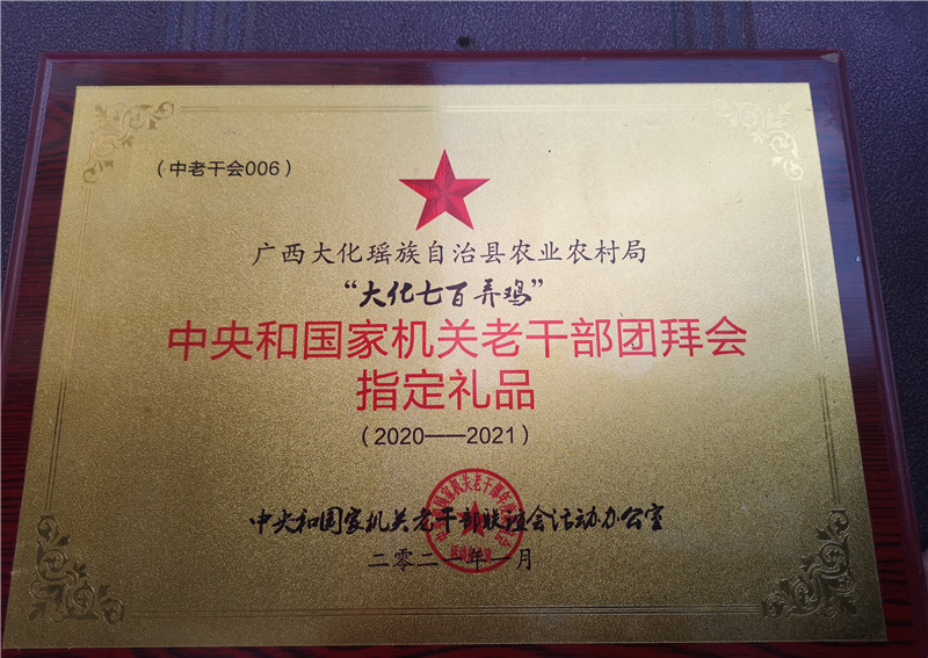 （中老干会006）
广西大化瑶族自治县农业农村局
“大化七百弄鸡”
中央和国家机关老干部团拜会
指定礼品
（2020——2021）
中央和国家机关老干部联谊会活动办公室
二零二一年一月